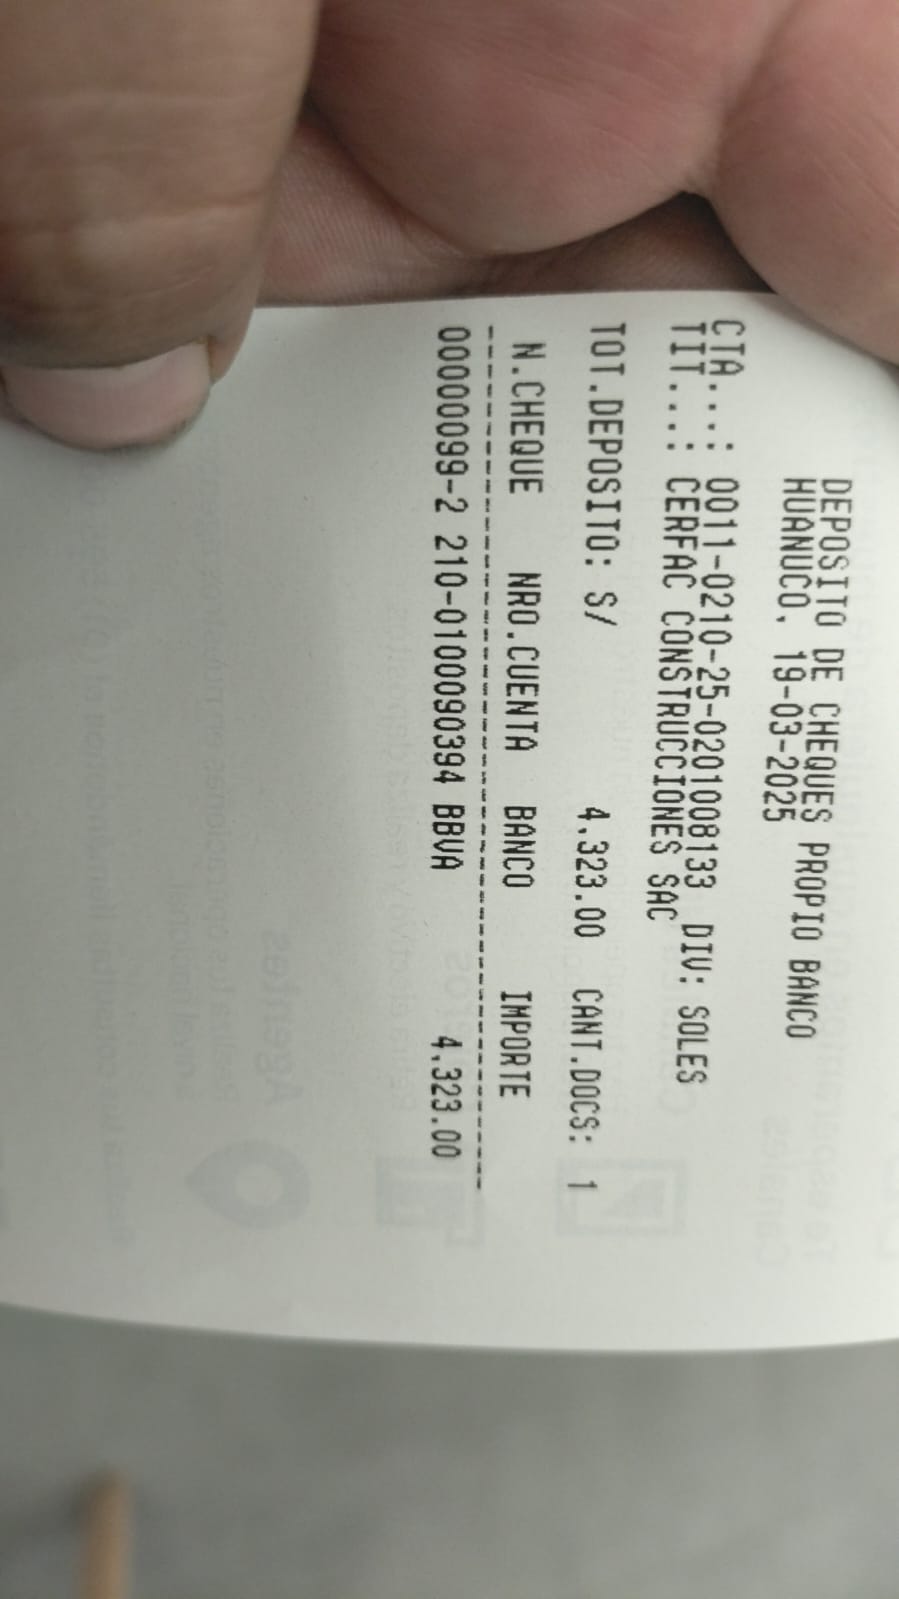 DEPOSITO DE CHEQUES PROPIO BANCO
HUANUCO, 19-03-2025
CTA...: 0011-0210-25-0201008133 DIV: SOLES
TIT...: CERFAC CONSTRUCCIONES SAC
TOT.DEPOSITO: S/ 4.323.00 CANT.DOCS: 1
N.CHEQUE NRO.CUENTA BANCO IMPORTE
------------------------------------------------
00000099-2 210-0100090394 BBVA 4.323.00
Agentes